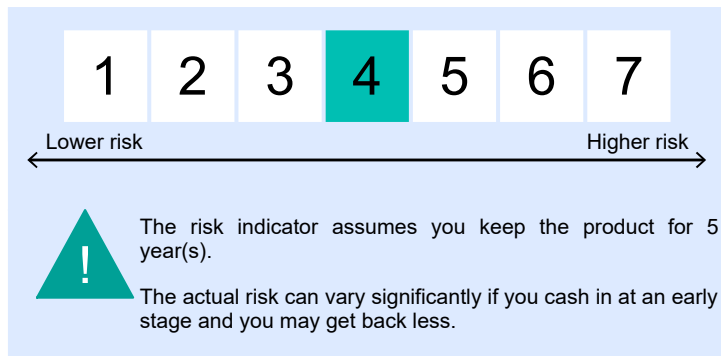 1 2 3 4 5 6 7
Lower risk Higher risk
!
The risk indicator assumes you keep the product for 5
year(s).
The actual risk can vary significantly if you cash in at an early
stage and you may get back less.